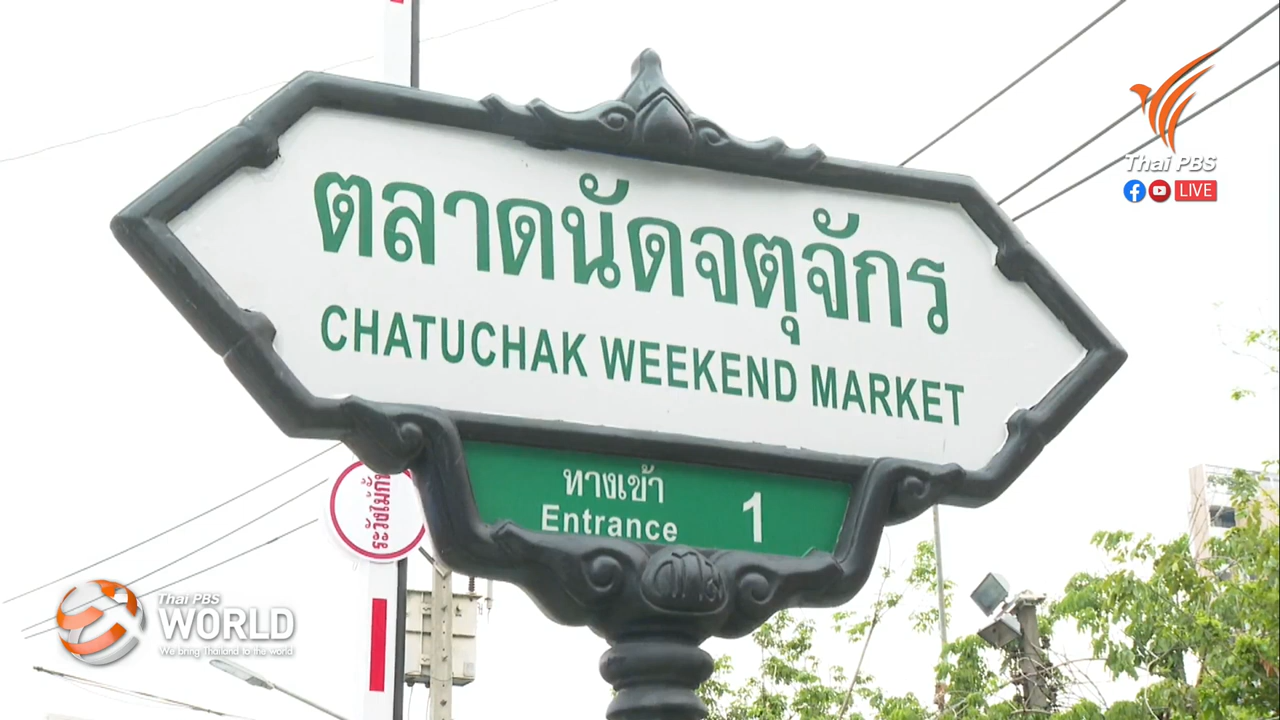 ตลาดนัดจตุจักร
CHATUCHAK WEEKEND MARKET
ทางเข้า
Entrance
1
Thai PBS
LIVE
Thai PBS
WORLD
We bring Thailand to the world